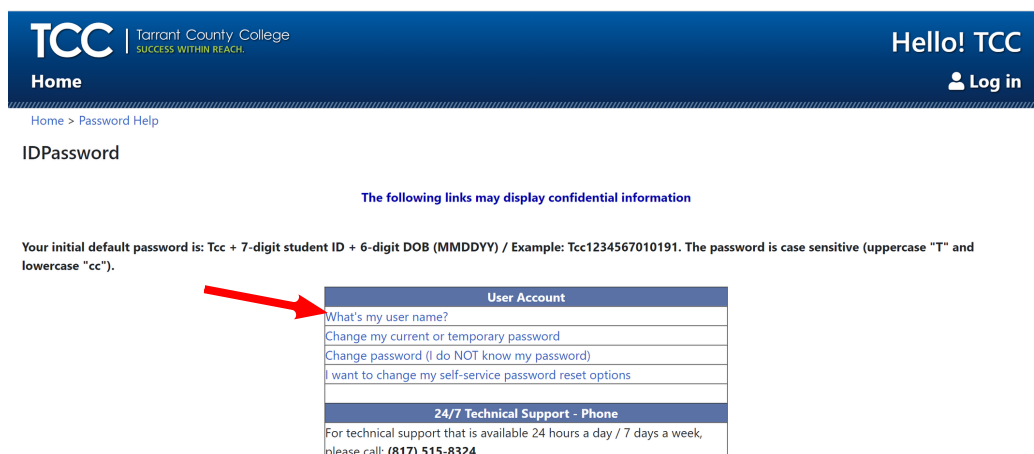 TCC | Tarrant County College
SUCCESS WITHIN REACH.
Hello! TCC
Home
Log in
Home > Password Help
IDPassword
The following links may display confidential information
Your initial default password is: Tcc + 7-digit student ID + 6-digit DOB (MMDDYY) / Example: Tcc1234567010191. The password is case sensitive (uppercase "T" and
lowercase "cc").
User Account
What's my user name?
Change my current or temporary password
Change password (I do NOT know my password)
I want to change my self-service password reset options
24/7 Technical Support - Phone
For technical support that is available 24 hours a day / 7 days a week,
please call: (817) 515-8324